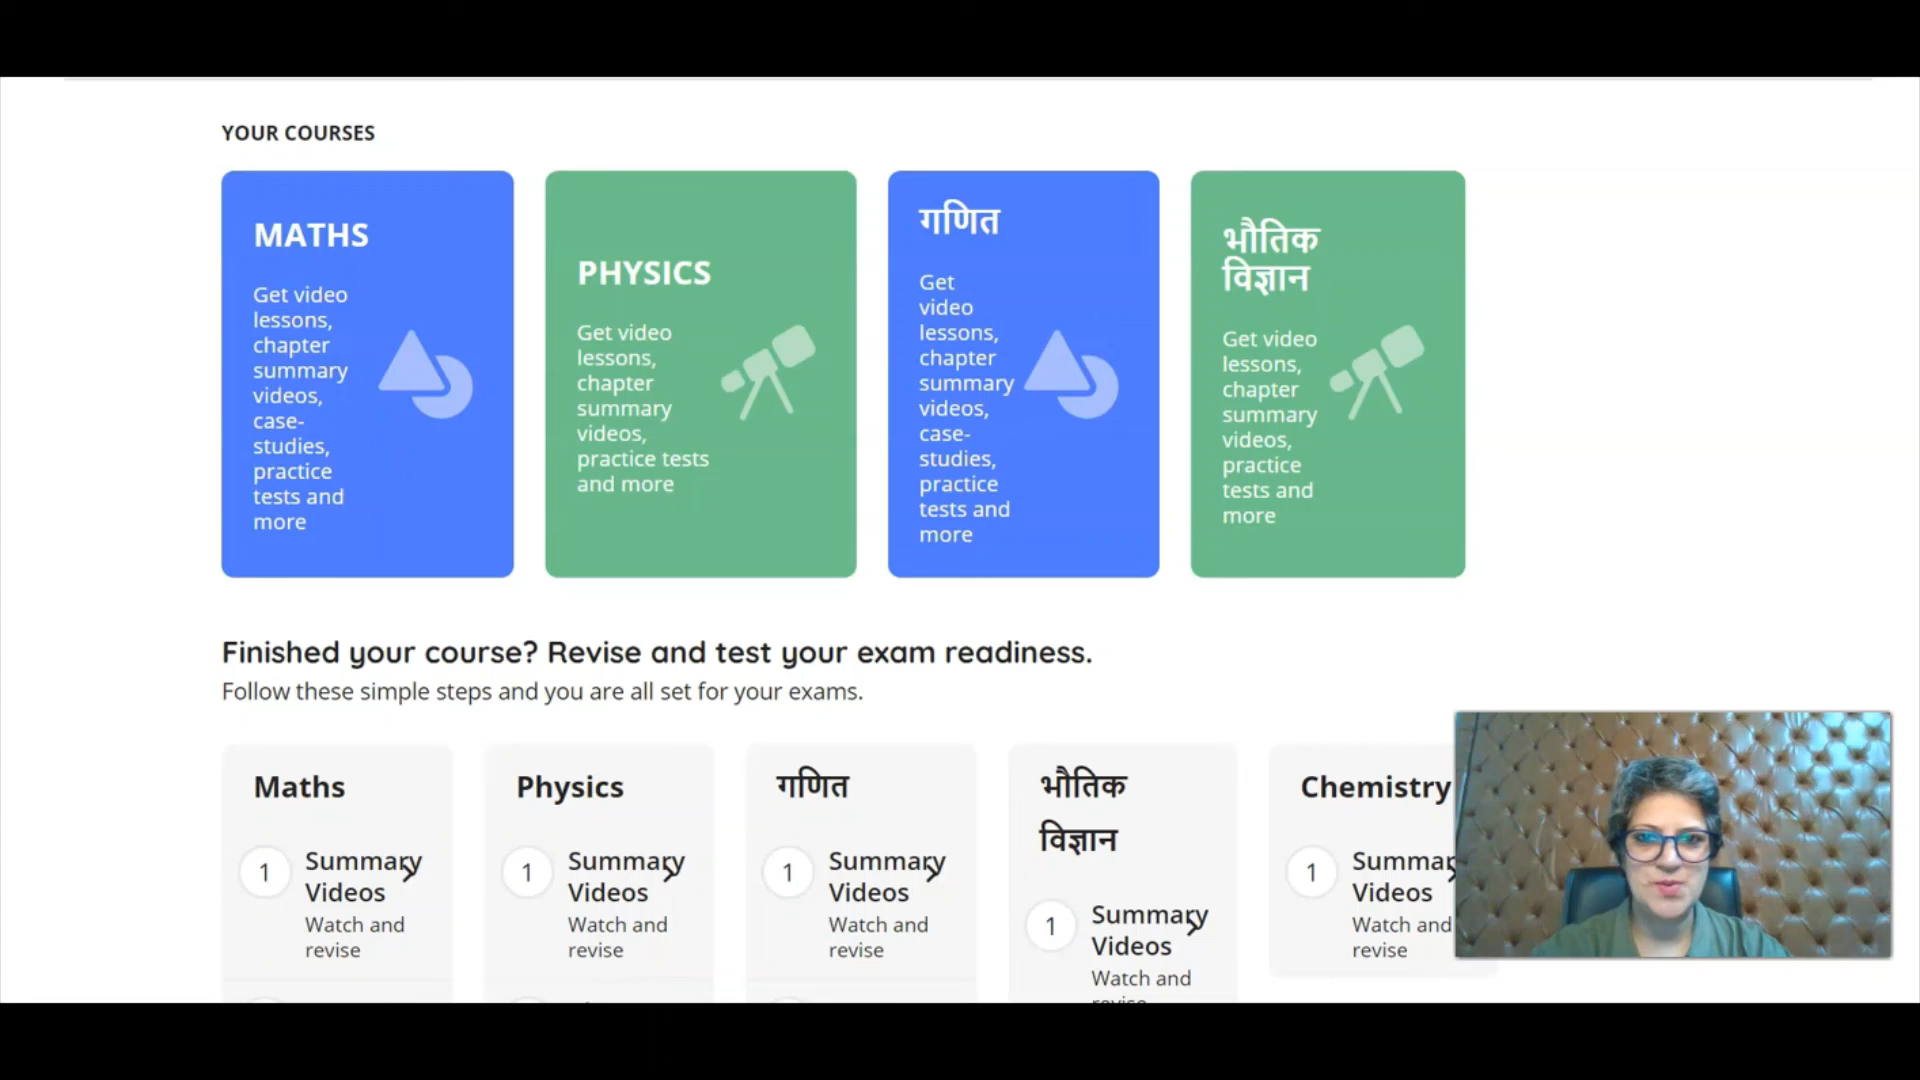 YOUR COURSES
MATHS
Get video
lessons,
chapter
summary
videos,
case-
studies,
practice
tests and
more
PHYSICS
Get video
lessons,
chapter
summary
videos,
practice tests
and more
गणित
Get
video
lessons,
chapter
summary
videos,
case-
studies,
practice
tests and
more
भौतिक
विज्ञान
Get video
lessons,
chapter
summary
videos,
practice
tests and
more
Finished your course? Revise and test your exam readiness.
Follow these simple steps and you are all set for your exams.
Maths
1
Summary
Videos
Watch and
revise
Physics
1
Summary
Videos
Watch and
revise
गणित
1
Summary
Videos
Watch and
revise
भौतिक
विज्ञान
1
Summary
Videos
Watch and
revise
Chemistry
1
Summar
Videos
Watch and
revise